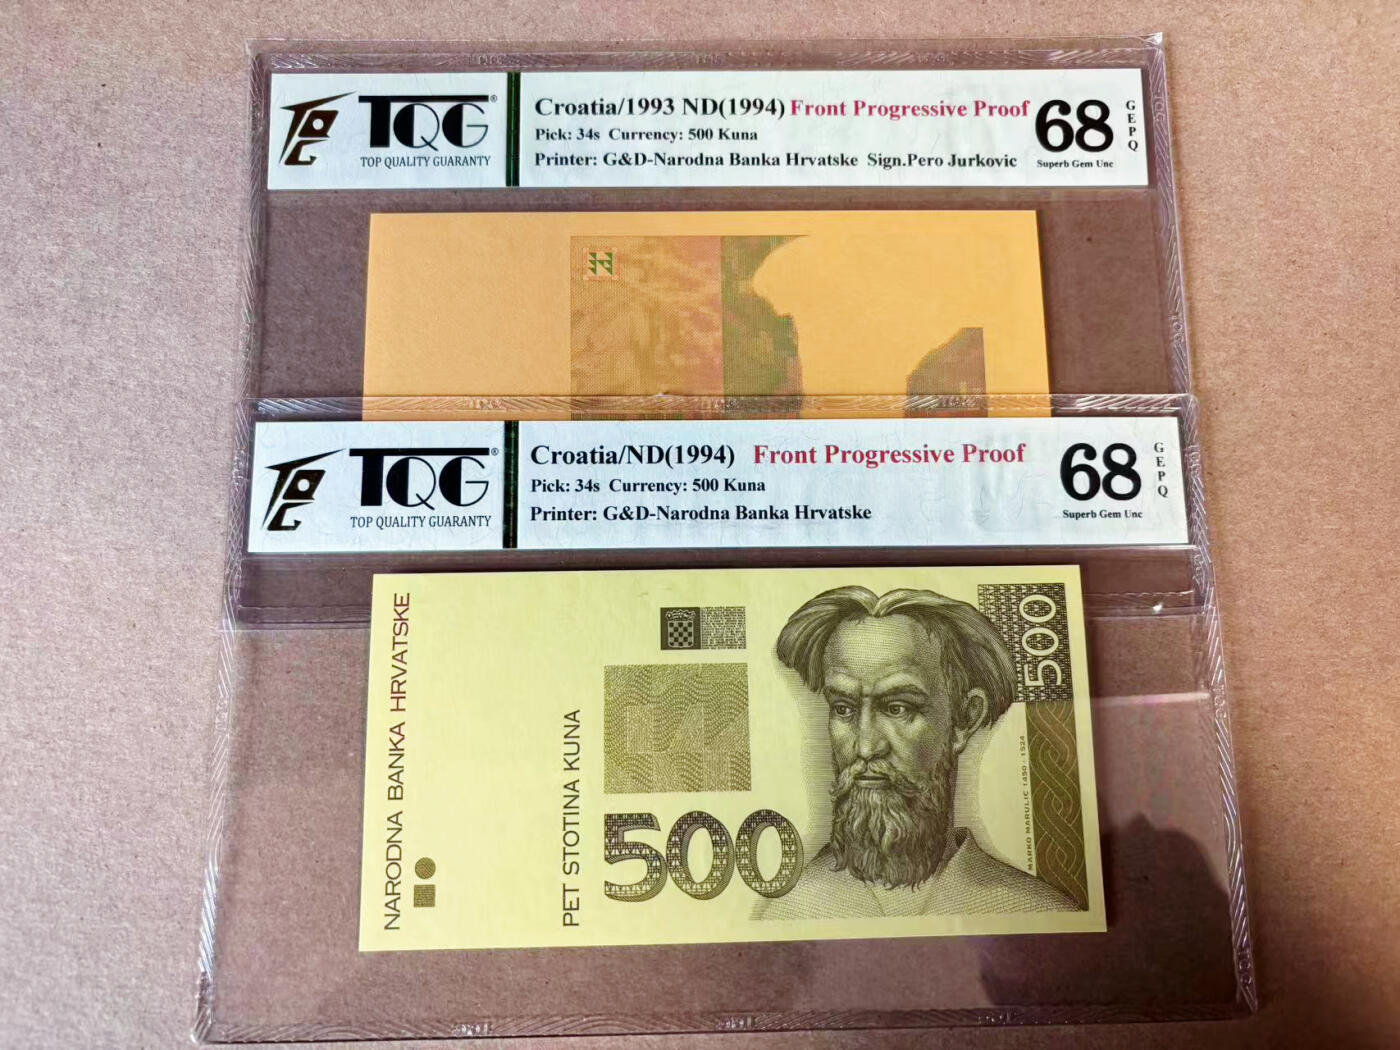 TQG®
TOP QUALITY GUARANTY
Croatia/1993 ND(1994) Front Progressive Proof
Pick: 34s Currency: 500 Kuna
Printer: G&D-Narodna Banka Hrvatske Sign.Pero Jurkovic
68
Superb Gem Unc
GEPQ
TQG®
TOP QUALITY GUARANTY
Croatia/ND(1994) Front Progressive Proof
Pick: 34s Currency: 500 Kuna
Printer: G&D-Narodna Banka Hrvatske
68
Superb Gem Unc
GEPQ
NARODNA BANKA HRVATSKE
PET STOTINA KUNA
500
500
MARKO MARULIC 1450 - 1524